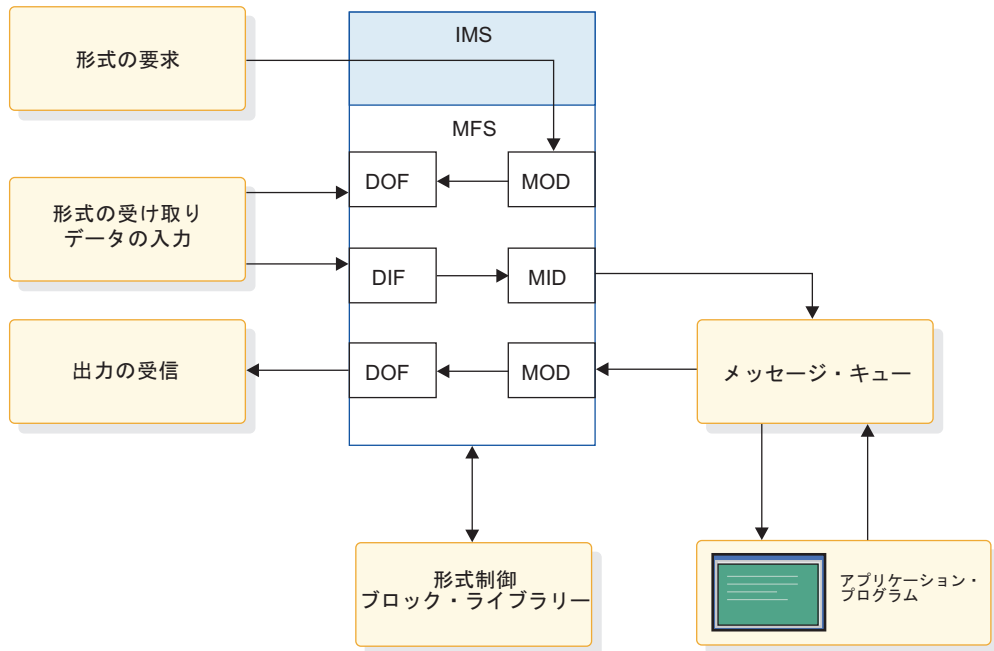 IMS
形式の要求
MFS
DOF
MOD
形式の受け取り
データの入力
DIF
MID
出力の受信
DOF
MOD
メッセージ・キュー
形式制御
ブロック・ライブラリー
アプリケーション・
プログラム